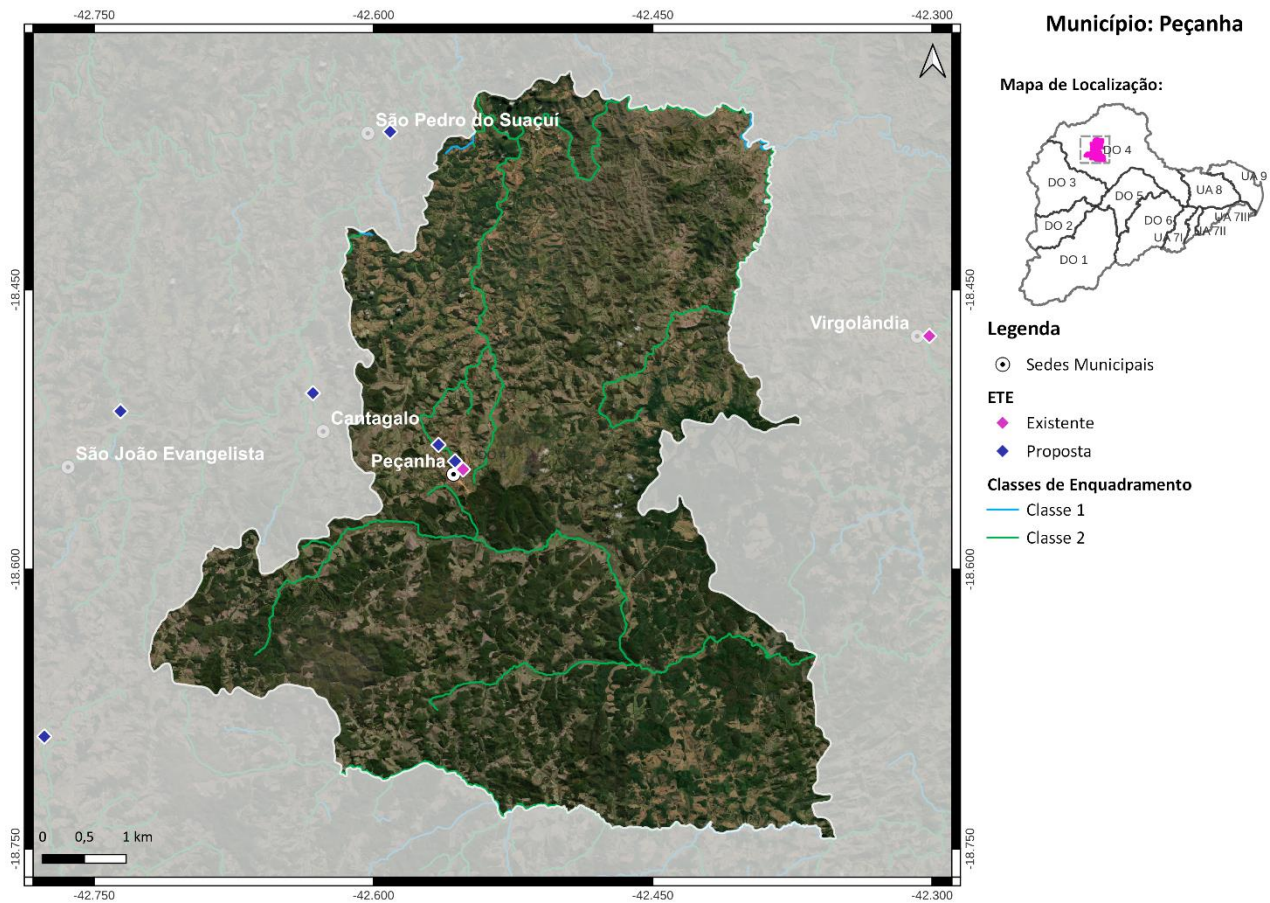 -42.750
-42.600
-42.450
-42.300
Município: Peçanha
São Pedro do Suaçuí
Mapa de Localização:
DO 4
DO 3
DO 5
UA 8
UA 9
DO 2
DO 6
UA 7III
UA 7II
UA 7I
DO 1
-18.450
-18.450
Virgolândia
Legenda
Sedes Municipais
ETE
Existente
Proposta
Cantagalo
São João Evangelista
Peçanha
Classes de Enquadramento
Classe 1
Classe 2
-18.600
-18.600
0 0,5 1 km
-18.750
-18.750
-42.750
-42.600
-42.450
-42.300